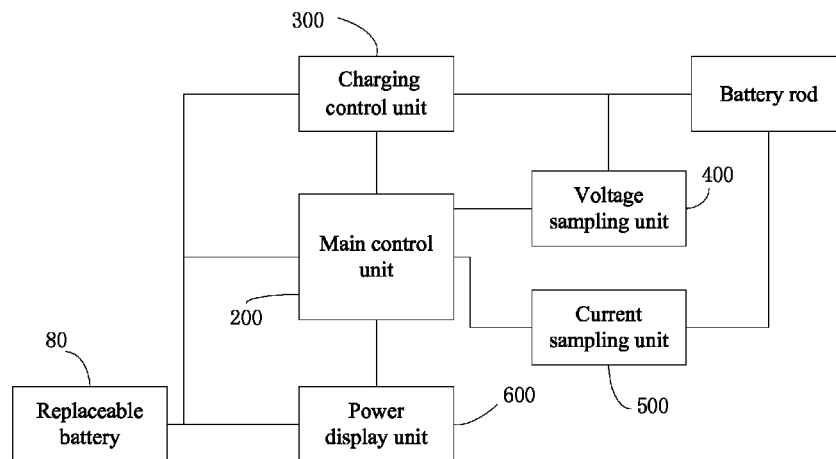 300
Charging
control unit
Battery rod
Voltage
sampling unit
400
Main control
unit
200
Current
sampling unit
500
80
Replaceable
battery
Power
display unit
600